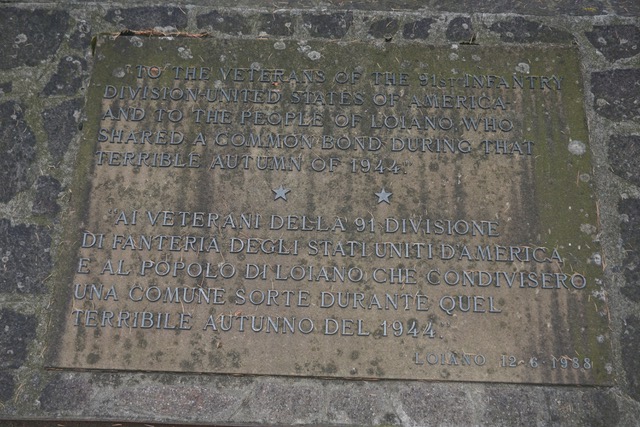 "TO THE VETERANS OF THE 91ST INFANTRY
DIVISION-UNITED STATES OF AMERICA-
AND TO THE PEOPLE OF LOIANO, WHO
SHARED A COMMON BOND DURING THAT
TERRIBLE AUTUMN OF 1944."
"AI VETERANI DELLA 91 DIVISIONE
DI FANTERIA DEGLI STATI UNITI D'AMERICA,
E AL POPOLO DI LOIANO, CHE CONDIVISERO
UNA COMUNE SORTE DURANTE QUEL
TERRIBILE AUTUNNO DEL 1944."
LOIANO 12-6-1988